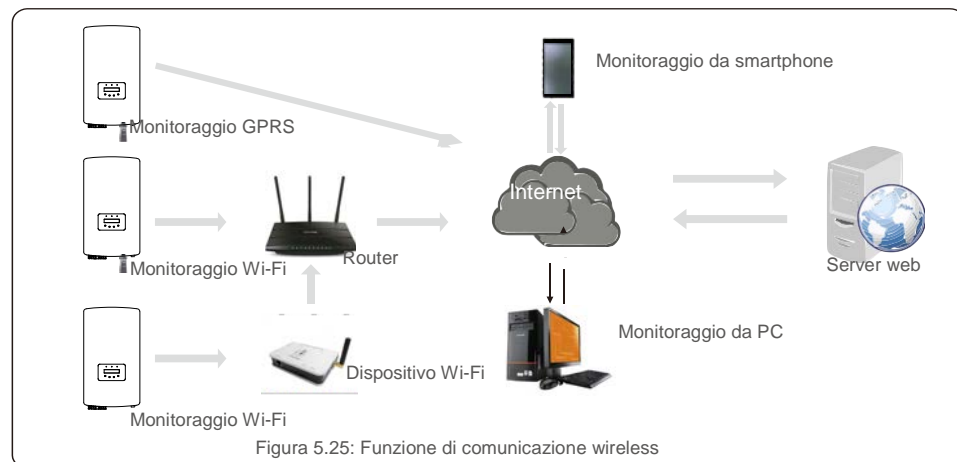 Monitoraggio da smartphone
Monitoraggio GPRS
Internet
Monitoraggio Wi-Fi
Router
Server web
Monitoraggio da PC
Dispositivo Wi-Fi
Monitoraggio Wi-Fi
Figura 5.25: Funzione di comunicazione wireless